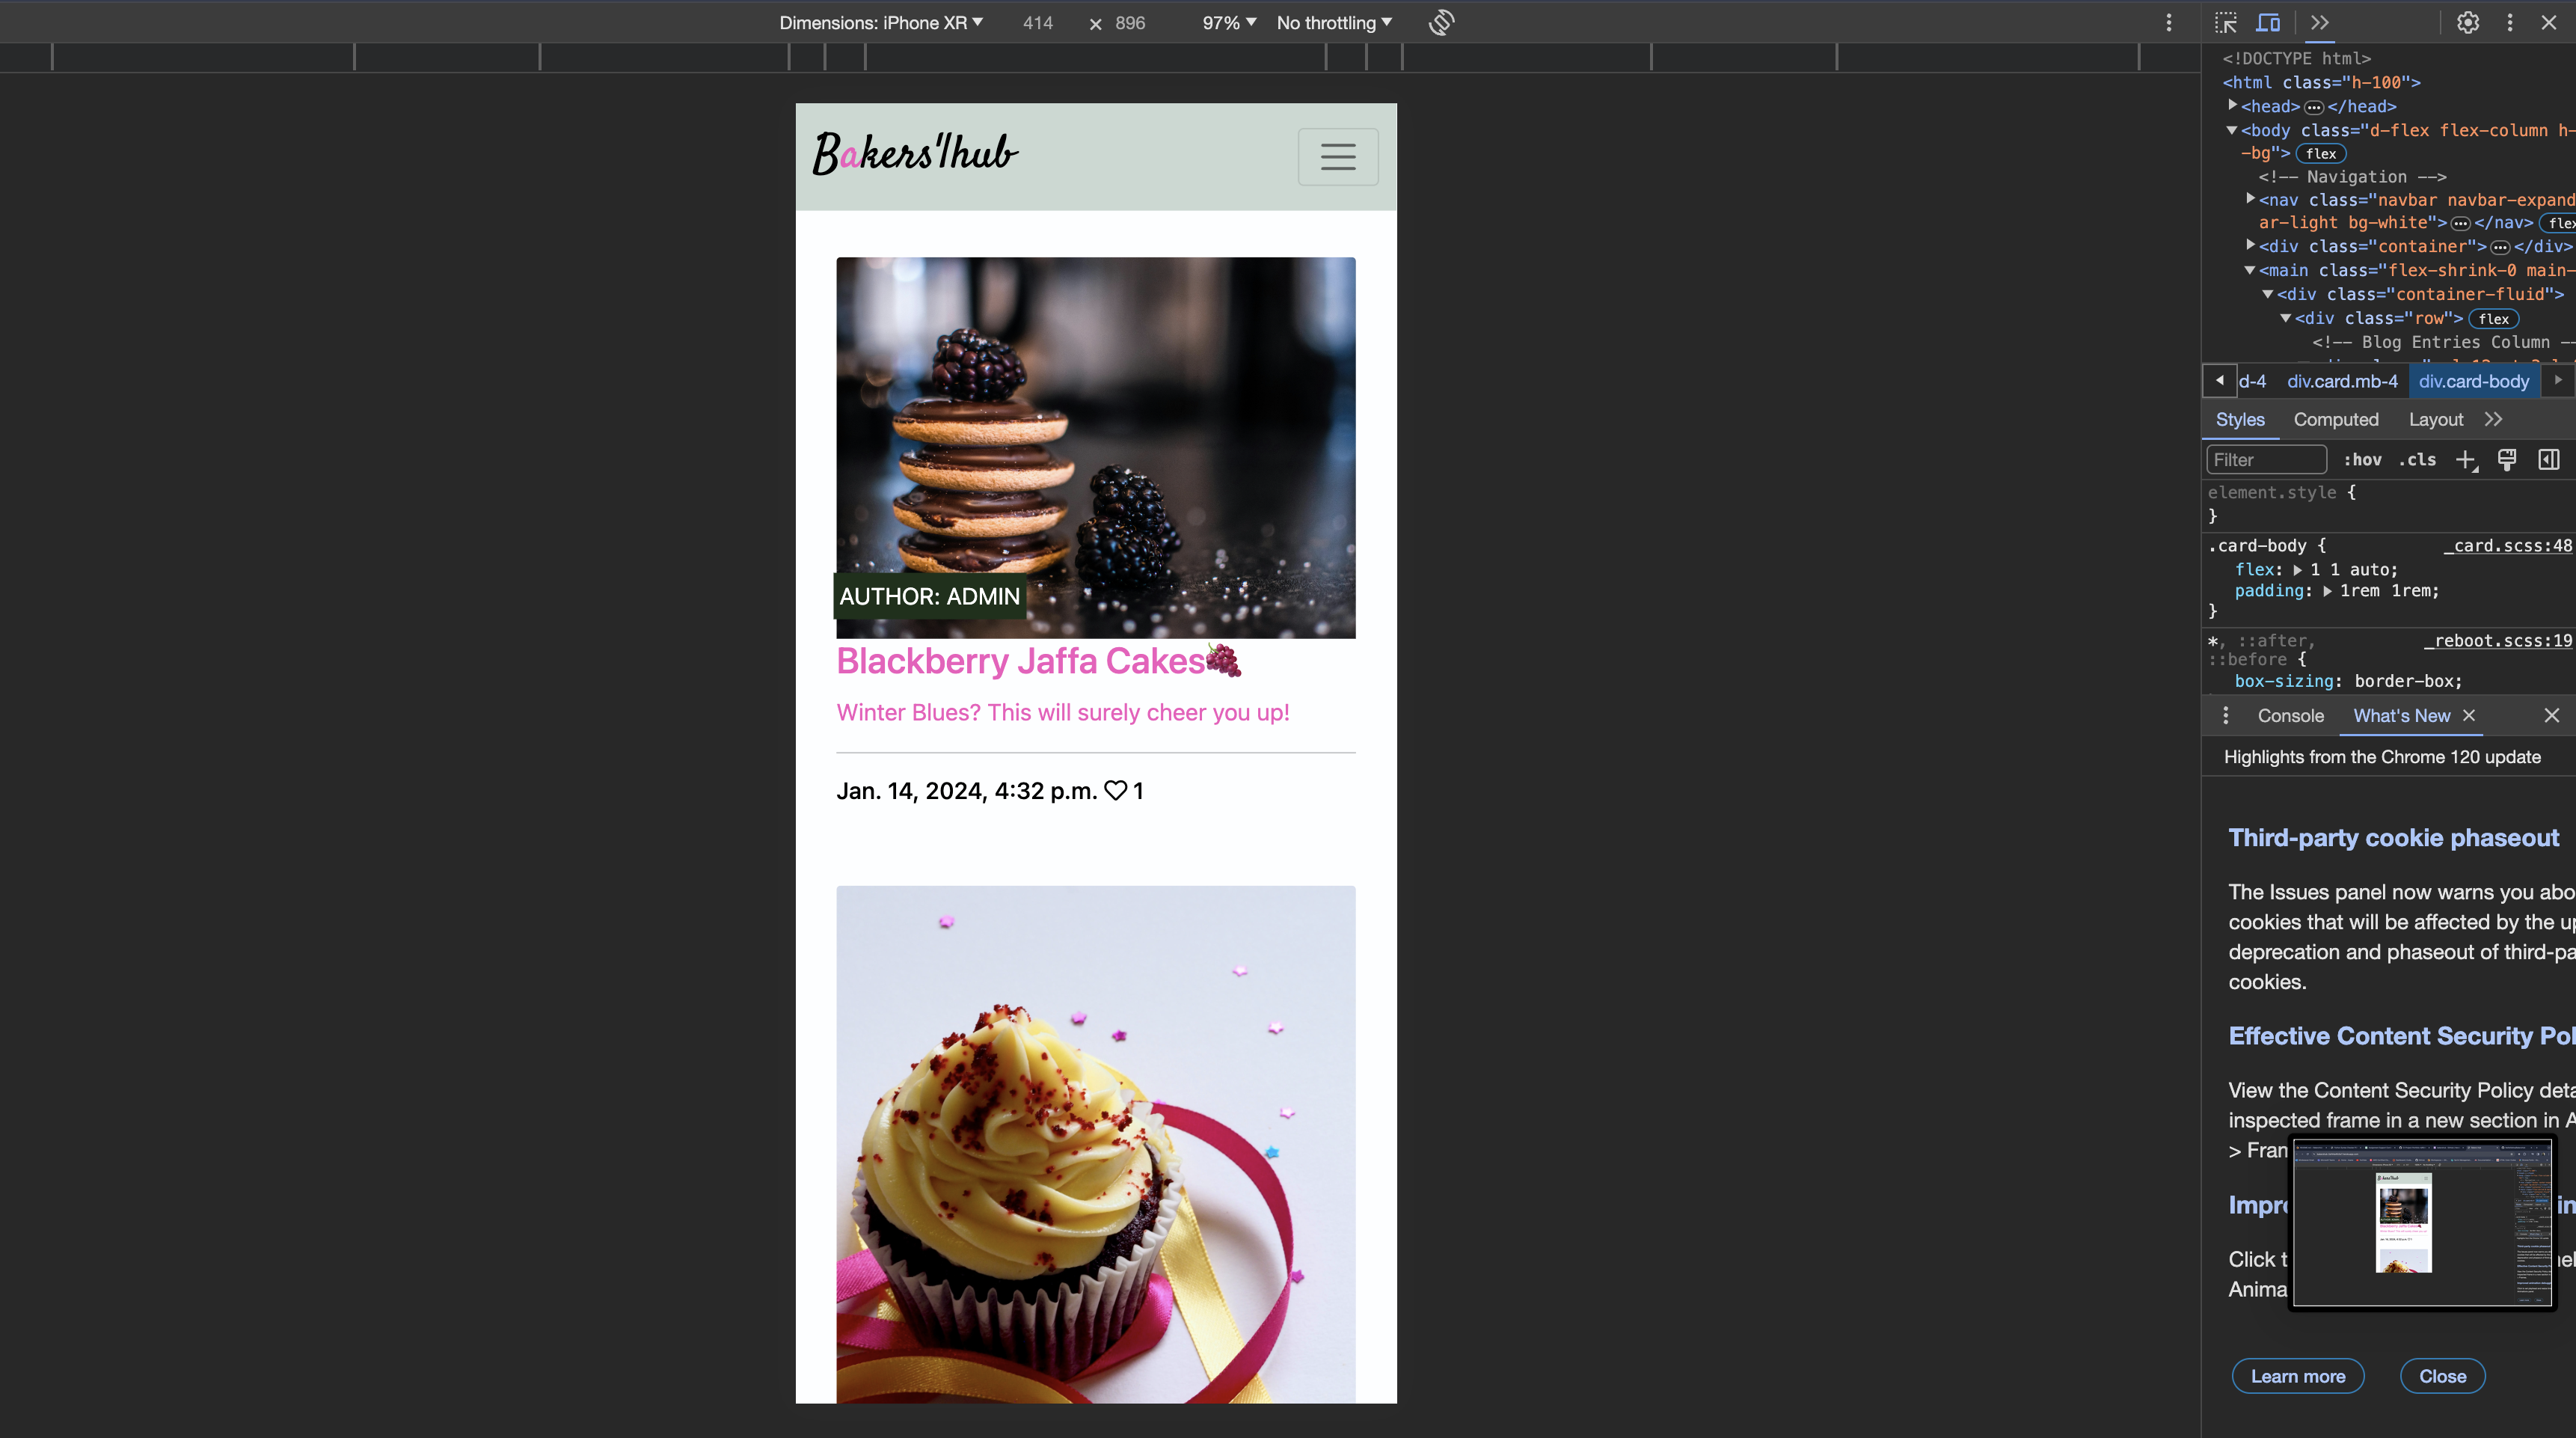 Dimensions: iPhone XR 414 × 896 97% No throttling
Bakers'lhub
AUTHOR: ADMIN
Blackberry Jaffa Cakes
Winter Blues? This will surely cheer you up!
Jan. 14, 2024, 4:32 p.m. 1
<!DOCTYPE html>
<html class="h-100">
<head> </head>
<body class="d-flex flex-column h-
-bg"> flex
<!-- Navigation -->
<nav class="navbar navbar-expand
ar-light bg-white"> </nav> flex
<div class="container"> </div>
<main class="flex-shrink-0 main-
<div class="container-fluid">
<div class="row"> flex
<!-- Blog Entries Column --
d-4 div.card.mb-4 div.card-body
Styles Computed Layout
Filter :hov .cls
element.style {
}
.card-body { _card.scss:48
flex: 1 1 auto;
padding: 1rem 1rem;
}
*, ::after, _reboot.scss:19
::before {
box-sizing: border-box;
Console What's New
Highlights from the Chrome 120 update
Third-party cookie phaseout
The Issues panel now warns you abo
cookies that will be affected by the up
deprecation and phaseout of third-pa
cookies.
Effective Content Security Pol
View the Content Security Policy deta
inspected frame in a new section in A
> Fran
Impro in
Click t nel
Anima
Learn more Close